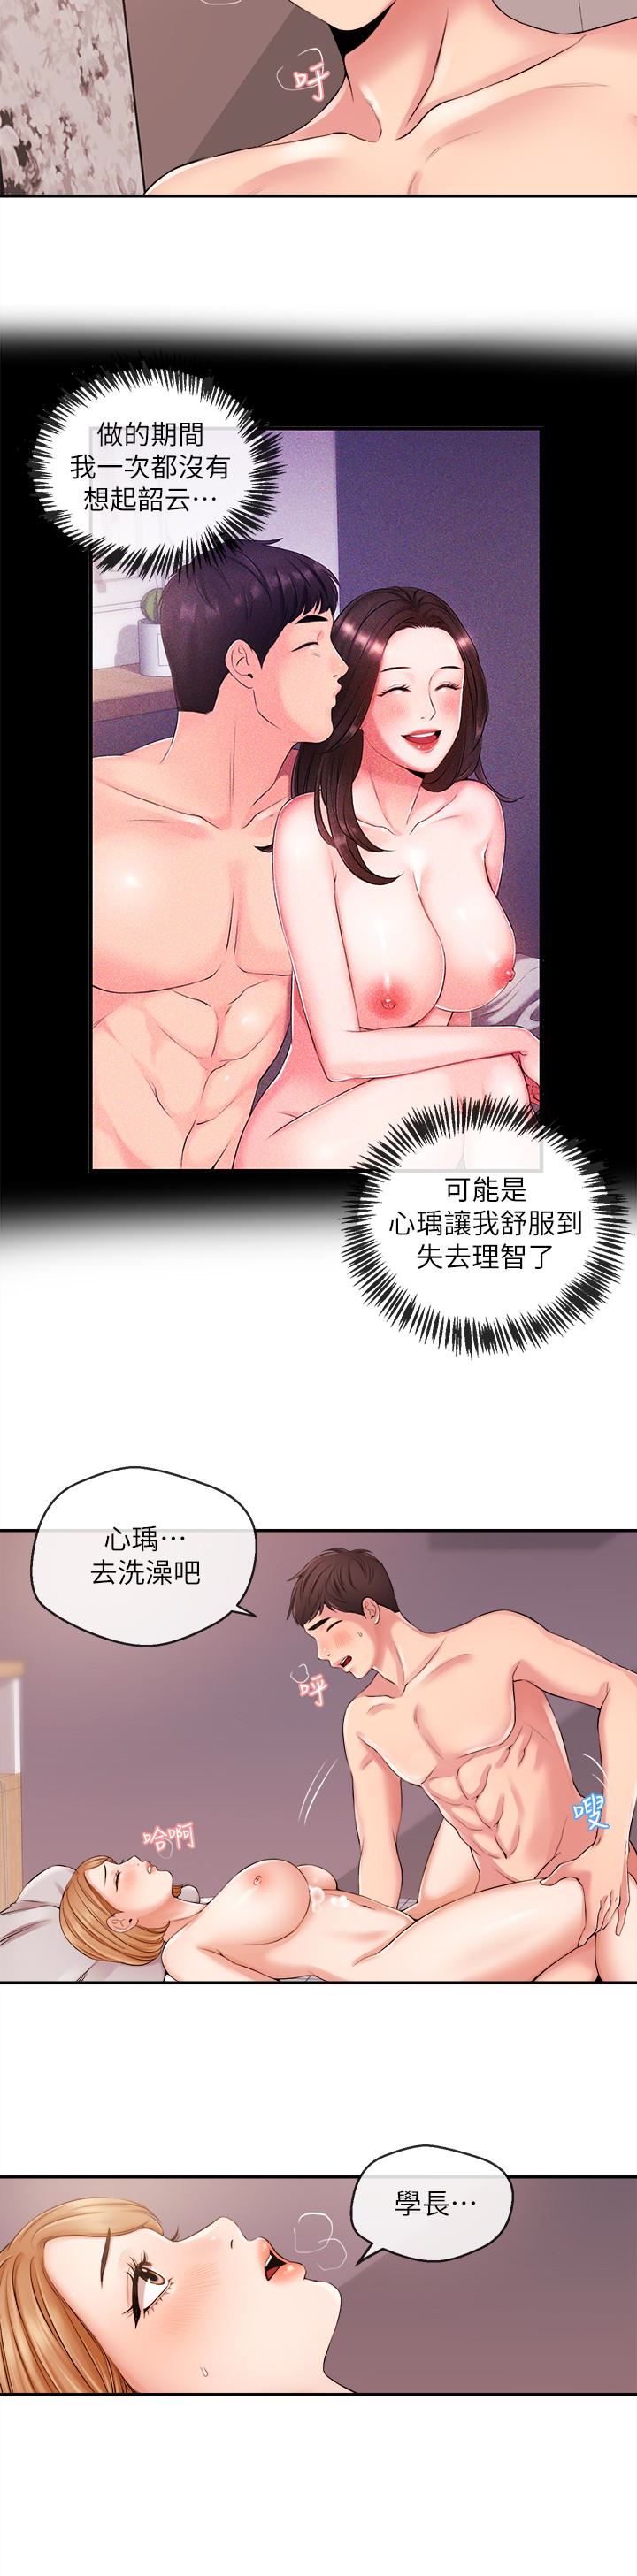 呼
做的期間
我一次都沒有
想起韶云…
可能是
心瑀讓我舒服到
失去理智了
心瑀…
去洗澡吧
呼
嗖
哈啊
學長…